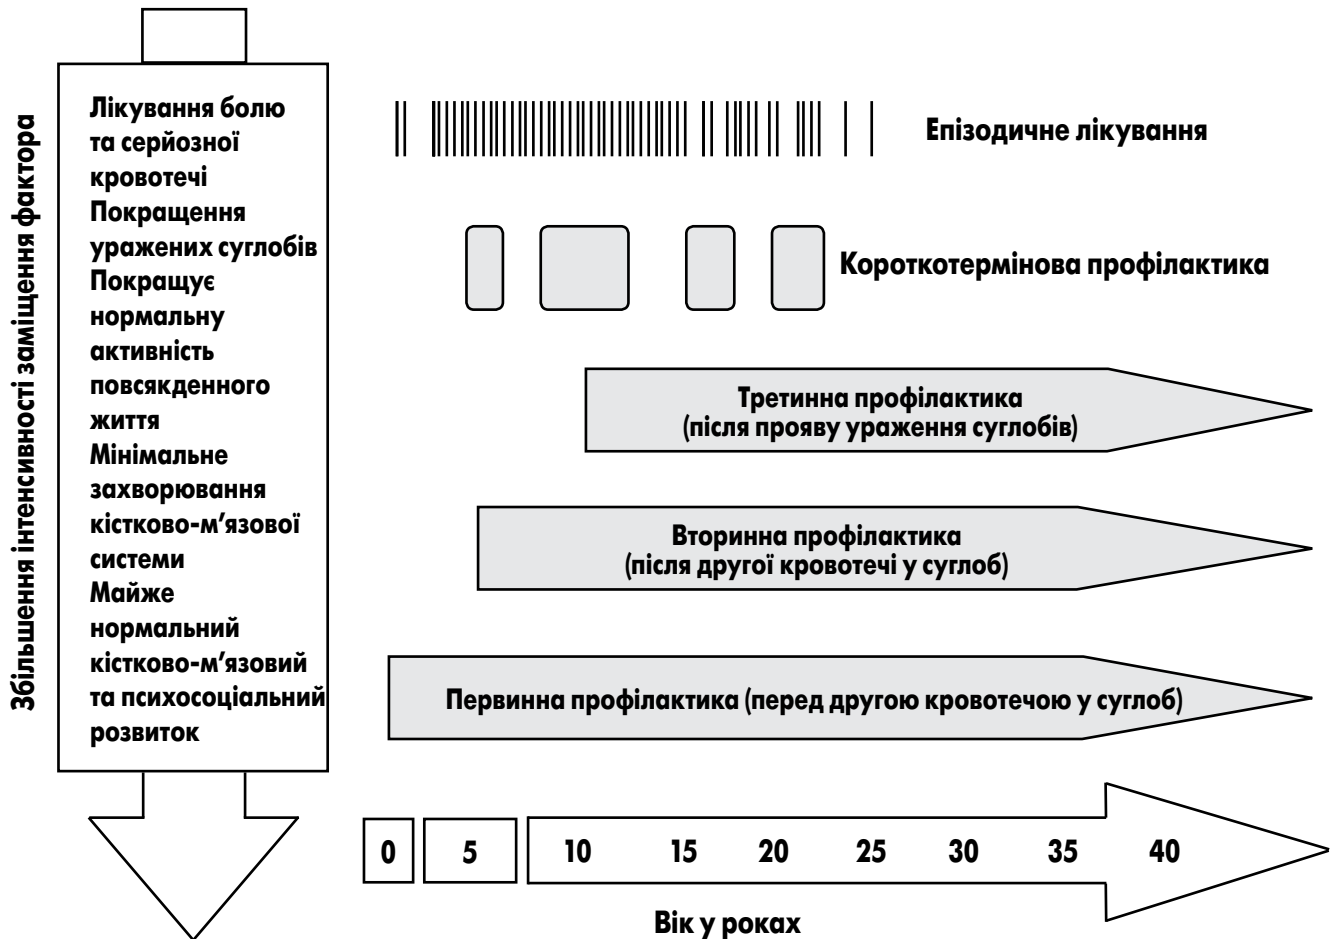 Збільшення інтенсивності заміщення фактора
Лікування болю
та серйозної
кровотечі
Покращення
уражених суглобів
Покращує
нормальну
активність
повсякденного
життя
Мінімальне
захворювання
кістково-м’язової
системи
Майже
нормальний
кістково-м’язовий
та психосоціальний
розвиток
Епізодичне лікування
Короткотермінова профілактика
Третинна профілактика
(після прояву ураження суглобів)
Вторинна профілактика
(після другої кровотечі у суглоб)
Первинна профілактика (перед другою кровотечою у суглоб)
0 5 10 15 20 25 30 35 40
Вік у роках